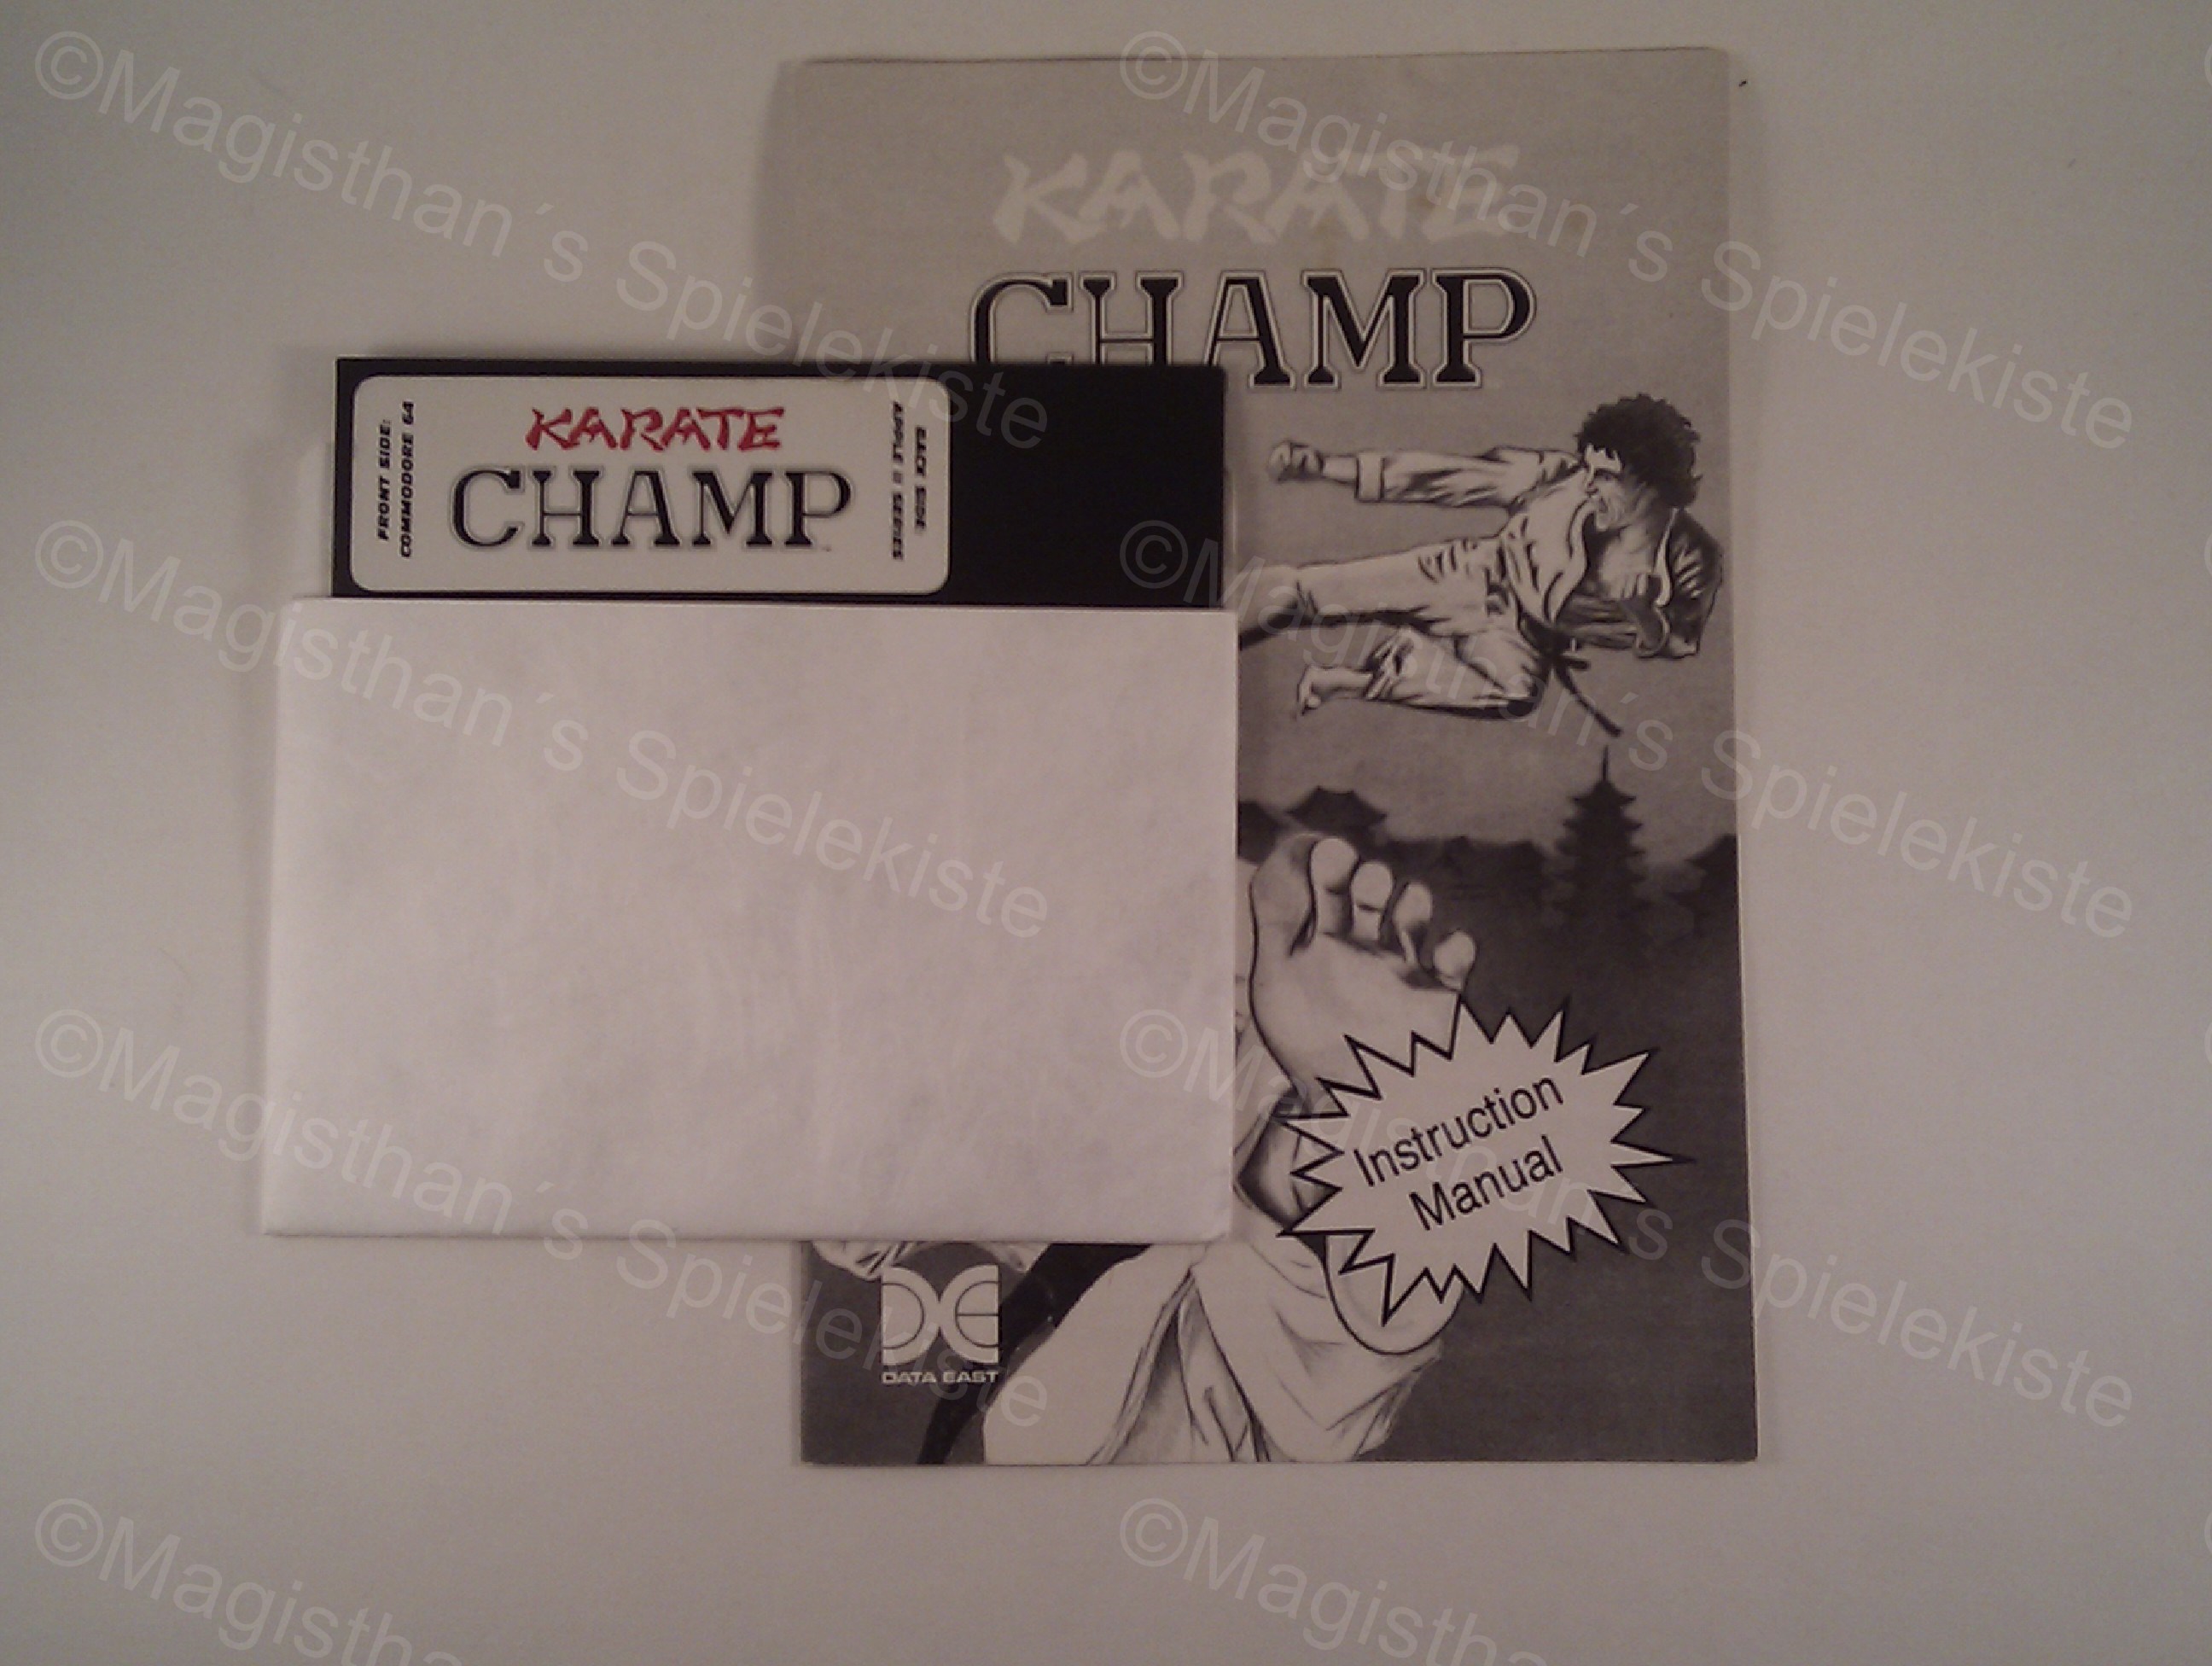 KARATE
CHAMP
FRONT SIDE:
COMMODORE 64
KARATE
CHAMP
BACK SIDE:
APPLE II SERIES
Instruction
Manual
DATA EAST
©Magisthan´s Spielekiste
©Magisthan´s Spielekiste
©Magisthan´s Spielekiste
©Magisthan´s Spielekiste
©Magisthan´s Spielekiste
©Magisthan´s Spielekiste
©Magistha
©Magisthan